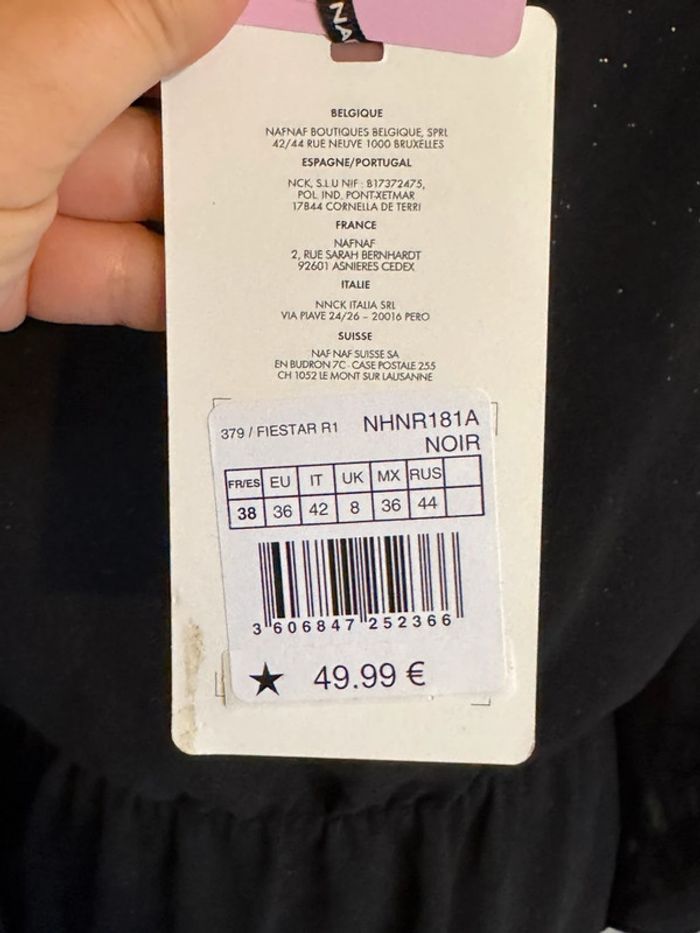 NA
BELGIQUE
NAFNAF BOUTIQUES BELGIQUE, SPRL
42/44 RUE NEUVE 1000 BRUXELLES
ESPAGNE/PORTUGAL
NCK, S.L.U NIF : B17372475,
POL. IND. PONT-XETMAR
17844 CORNELLA DE TERRI
FRANCE
NAFNAF
2, RUE SARAH BERNHARDT
92601 ASNIERES CEDEX
ITALIE
NNCK ITALIA SRL
VIA PIAVE 24/26 – 20016 PERO
SUISSE
NAF NAF SUISSE SA
EN BUDRON 7C - CASE POSTALE 255
CH 1052 LE MONT SUR LAUSANNE
379 / FIESTAR R1 NHNR181A
NOIR
FR/ES EU IT UK MX RUS
38 36 42 8 36 44
3 606847 252366
★ 49.99 €